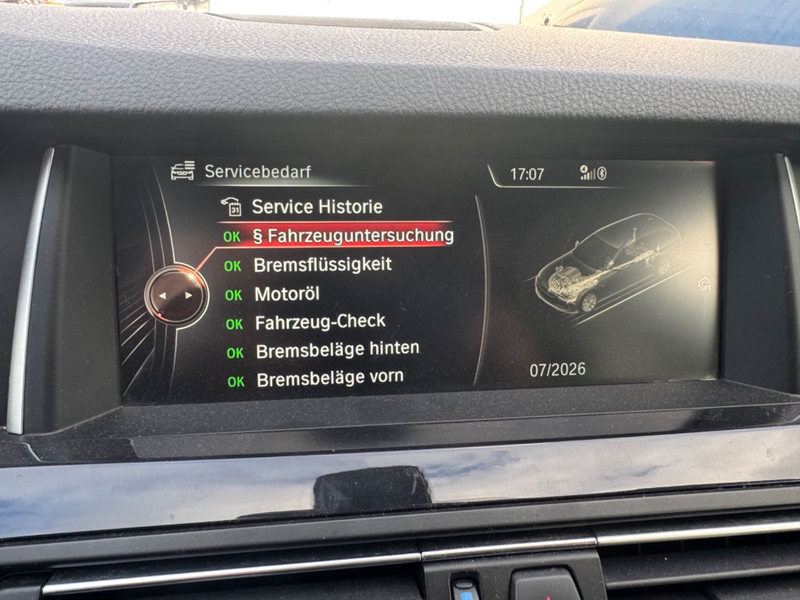 Servicebedarf
17:07
Service Historie
OK § Fahrzeuguntersuchung
OK Bremsflüssigkeit
OK Motoröl
OK Fahrzeug-Check
OK Bremsbeläge hinten
OK Bremsbeläge vorn
07/2026
31